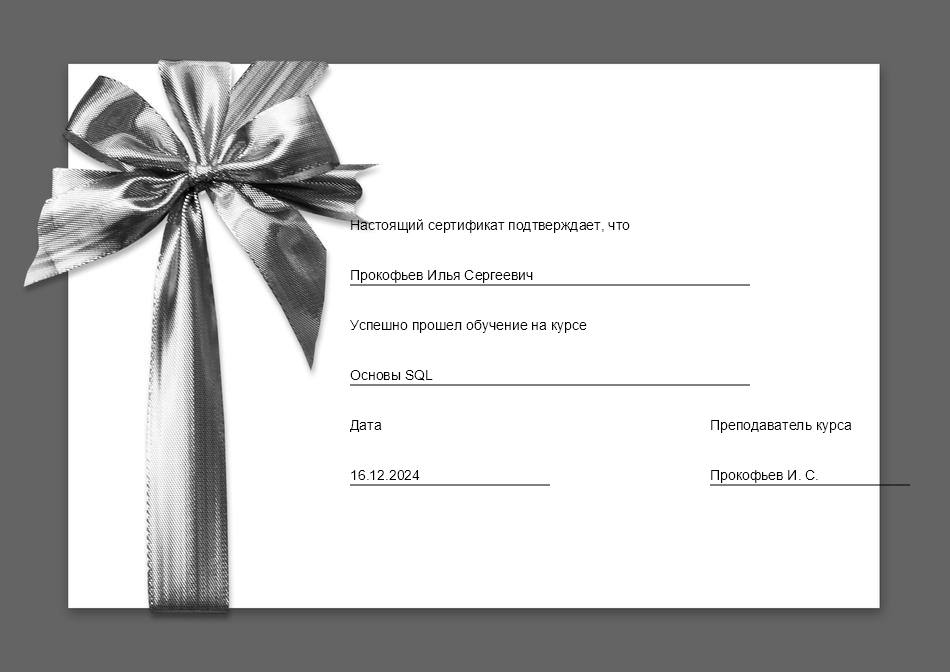 Настоящий сертификат подтверждает, что
Прокофьев Илья Сергеевич
Успешно прошел обучение на курсе
Основы SQL
Дата Преподаватель курса
16.12.2024 Прокофьев И. С.